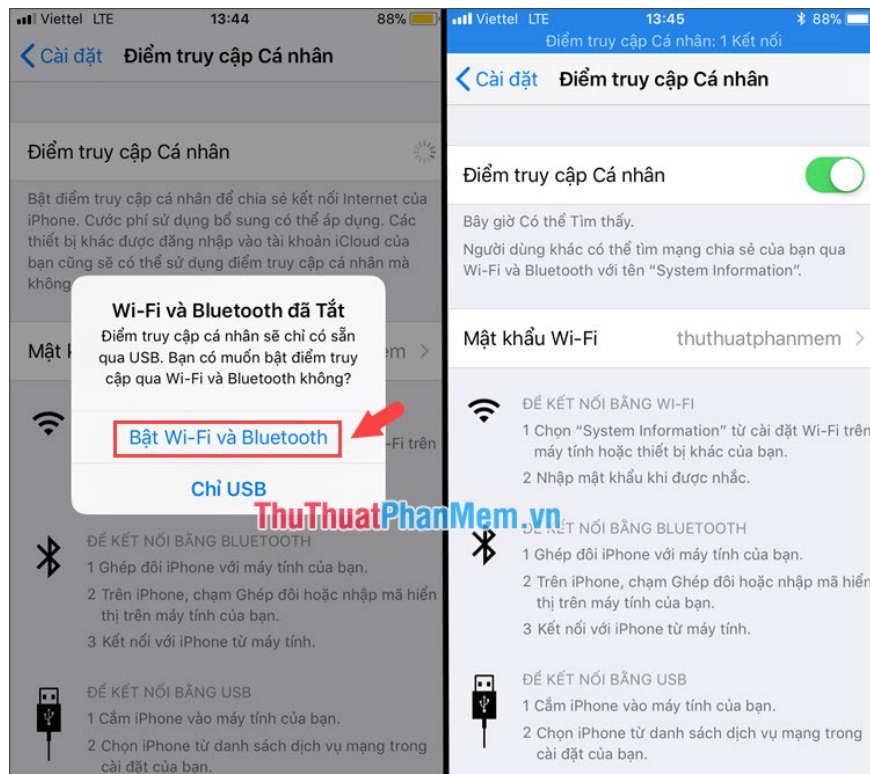 Viettel LTE 13:44 88%
Cài đặt Điểm truy cập Cá nhân
Điểm truy cập Cá nhân
Bật điểm truy cập cá nhân để chia sẻ kết nối Internet của
iPhone. Cước phí sử dụng bổ sung có thể áp dụng. Các
thiết bị khác được đăng nhập vào tài khoản iCloud của
bạn cũng sẽ có thể sử dụng điểm truy cập cá nhân mà
không
Wi-Fi và Bluetooth đã Tắt
Điểm truy cập cá nhân sẽ chỉ có sẵn
qua USB. Bạn có muốn bật điểm truy
cập qua Wi-Fi và Bluetooth không?
Bật Wi-Fi và Bluetooth
Chỉ USB
Mật
em
-Fi trên
ĐỂ KẾT NỐI BẰNG BLUETOOTH
1 Ghép đôi iPhone với máy tính của bạn.
2 Trên iPhone, chạm Ghép đôi hoặc nhập mã hiển
thị trên máy tính của bạn.
3 Kết nối với iPhone từ máy tính.
ĐỂ KẾT NỐI BẰNG USB
1 Cắm iPhone vào máy tính của bạn.
2 Chọn iPhone từ danh sách dịch vụ mạng trong
cài đặt của bạn.
ThuThuatPhanMem.vn
Viettel LTE 13:45 88%
Điểm truy cập Cá nhân: 1 Kết nối
Cài đặt Điểm truy cập Cá nhân
Điểm truy cập Cá nhân
Bây giờ Có thể Tìm thấy.
Người dùng khác có thể tìm mạng chia sẻ của bạn qua
Wi-Fi và Bluetooth với tên “System Information”.
Mật khẩu Wi-Fi thuthuatphanmem
ĐỂ KẾT NỐI BẰNG WI-FI
1 Chọn “System Information” từ cài đặt Wi-Fi trên
máy tính hoặc thiết bị khác của bạn.
2 Nhập mật khẩu khi được nhắc.
ĐỂ KẾT NỐI BẰNG BLUETOOTH
1 Ghép đôi iPhone với máy tính của bạn.
2 Trên iPhone, chạm Ghép đôi hoặc nhập mã hiển
thị trên máy tính của bạn.
3 Kết nối với iPhone từ máy tính.
ĐỂ KẾT NỐI BẰNG USB
1 Cắm iPhone vào máy tính của bạn.
2 Chọn iPhone từ danh sách dịch vụ mạng trong
cài đặt của bạn.